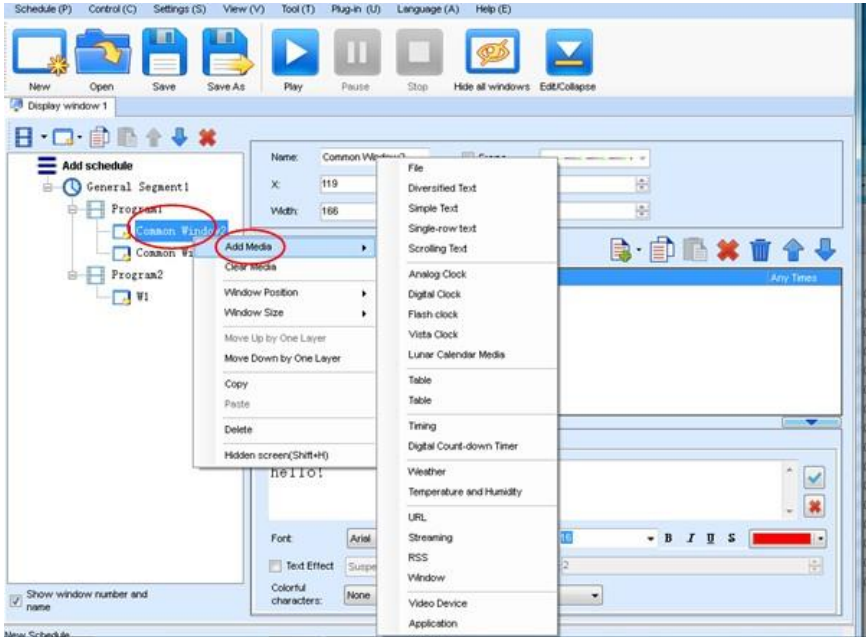 Schedule (P) Control (C) Settings (S) View (V) Tool (T) Plug-in (U) Language (A) Help (E)
New Open Save Save As Play Pause Stop Hide all windows Edit/Collapse
Display window 1
Add schedule
General Segment1
Program1
Common Window2
Common Wi
Program2
W1
Name: Common Window2
X: 119
Width: 166
Add Media
Clear Media
Window Position
Window Size
Move Up by One Layer
Move Down by One Layer
Copy
Paste
Delete
Hidden screen(Shift+H)
File
Diversified Text
Simple Text
Single-row text
Scrolling Text
Analog Clock
Digital Clock
Flash clock
Vista Clock
Lunar Calendar Media
Table
Table
Timing
Digital Count-down Timer
Weather
Temperature and Humidity
URL
Streaming
RSS
Window
Video Device
Application
Any Times
hello!
Font: Arial 16 B I U S
Text Effect Suspe 2
Colorful
characters: None
Show window number and
name
New Schedule